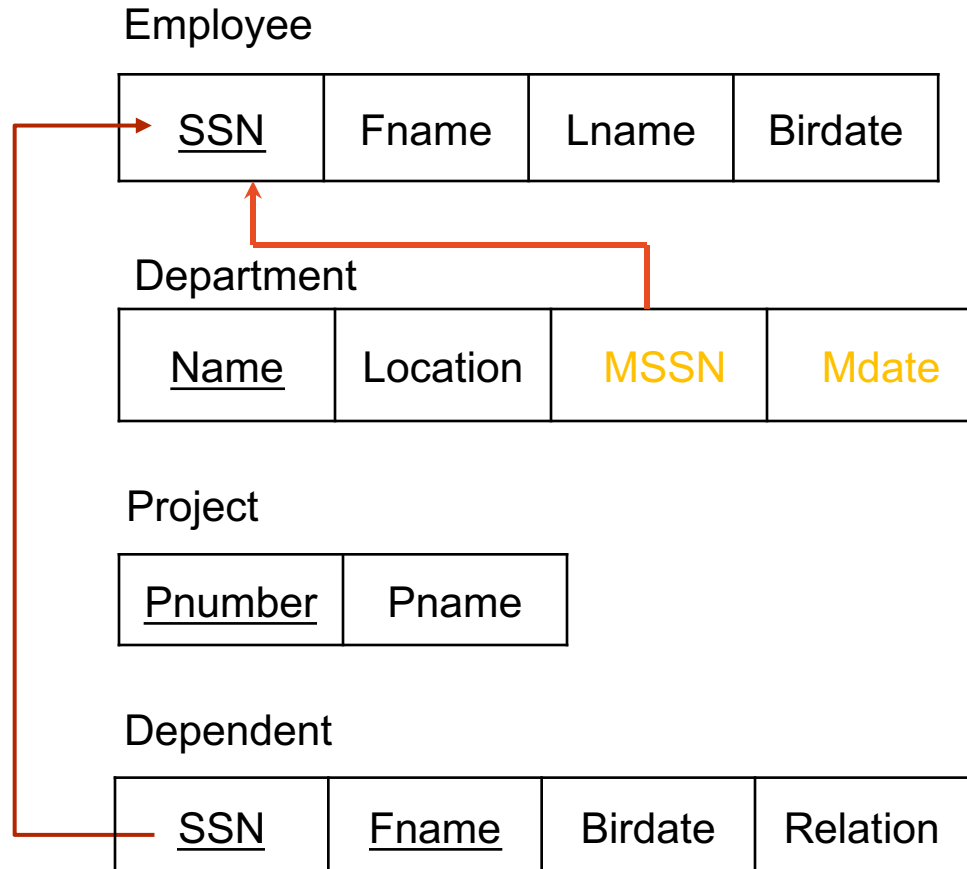 Employee
SSN Fname Lname Birdate
Department
Name Location MSSN Mdate
Project
Pnumber Pname
Dependent
SSN Fname Birdate Relation